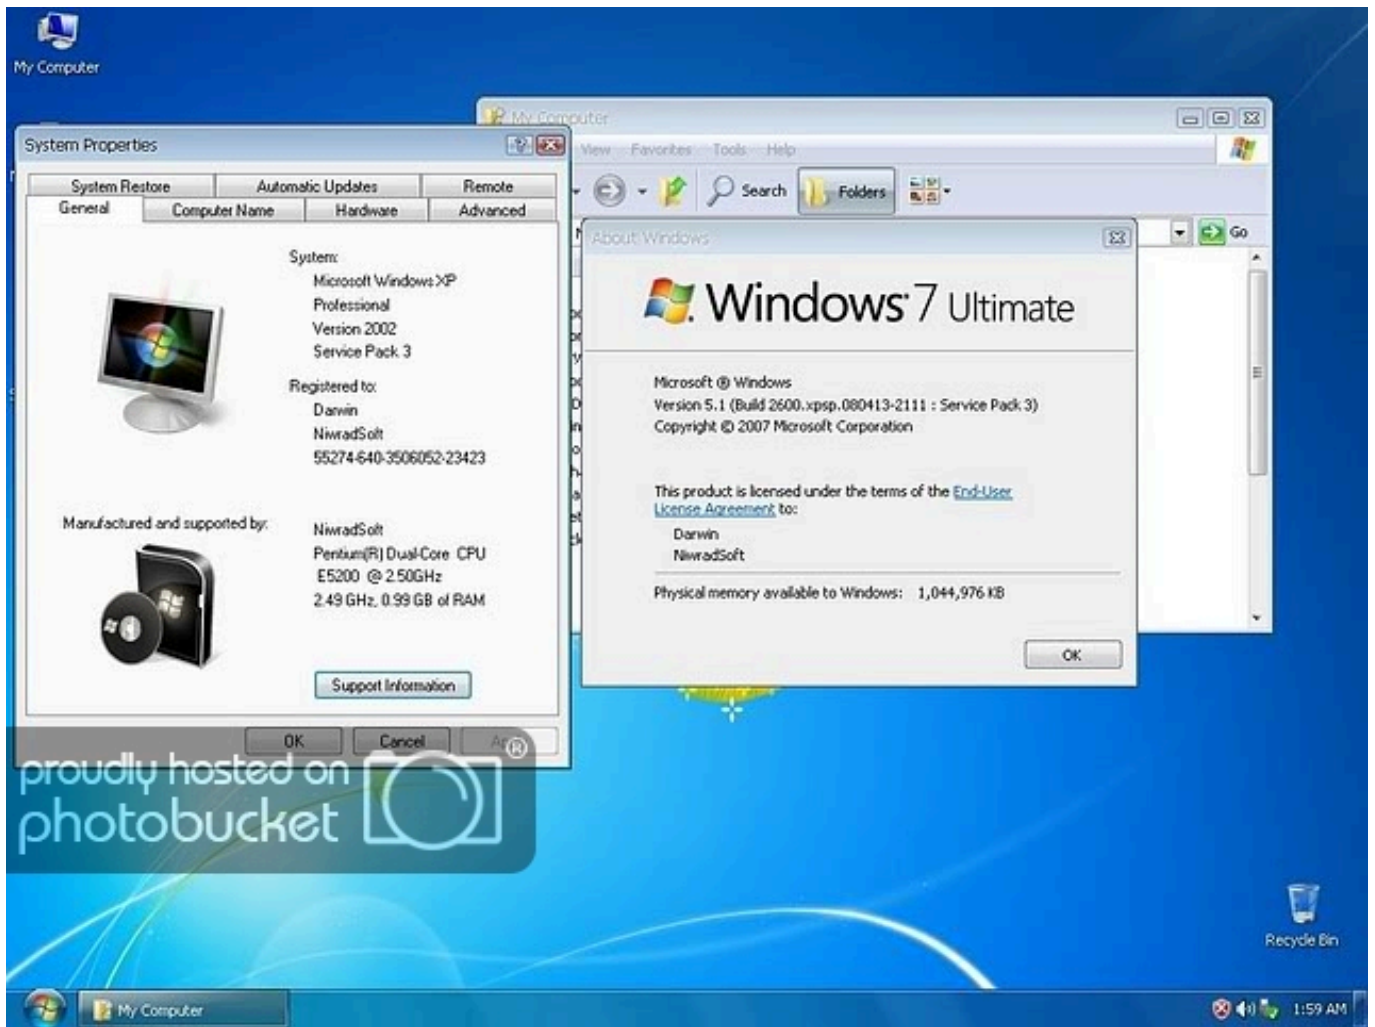 My Computer
System Properties
System Restore
Automatic Updates
Remote
General
Computer Name
Hardware
Advanced
System:
Microsoft Windows XP
Professional
Version 2002
Service Pack 3
Registered to:
Darwin
NiwradSoft
55274-640-3506052-23423
Manufactured and supported by:
NiwradSoft
Pentium(R) Dual-Core CPU
E5200 @ 2.50GHz
2.49 GHz, 0.99 GB of RAM
Support Information
OK
Cancel
My Computer
View Favorites Tools Help
Search
Folders
Go
About Windows
Windows 7 Ultimate
Microsoft ® Windows
Version 5.1 (Build 2600.xpsp.080413-2111 : Service Pack 3)
Copyright © 2007 Microsoft Corporation
This product is licensed under the terms of the End-User
License Agreement to:
Darwin
NiwradSoft
Physical memory available to Windows: 1,044,976 KB
OK
proudly hosted on
photobucket ®
Recycle Bin
My Computer
1:59 AM